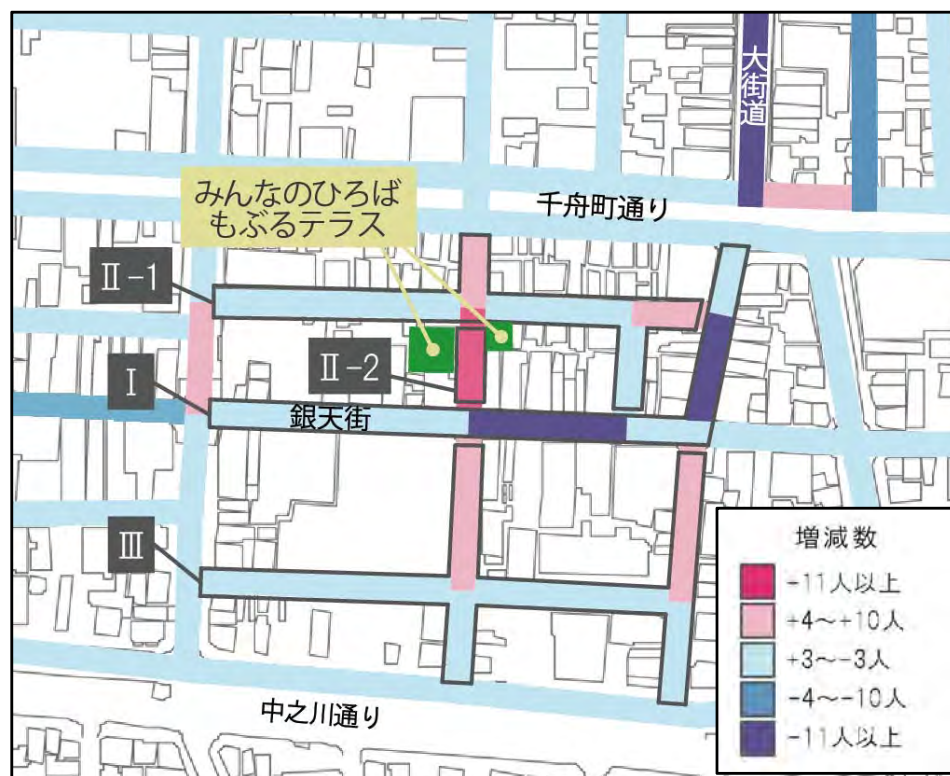 大街道
みんなのひろば
もぶるテラス
千舟町通り
Ⅱ-1
Ⅱ-2
Ⅰ
銀天街
Ⅲ
中之川通り
増減数
-11人以上
+4～+10人
+3～-3人
-4～-10人
-11人以上